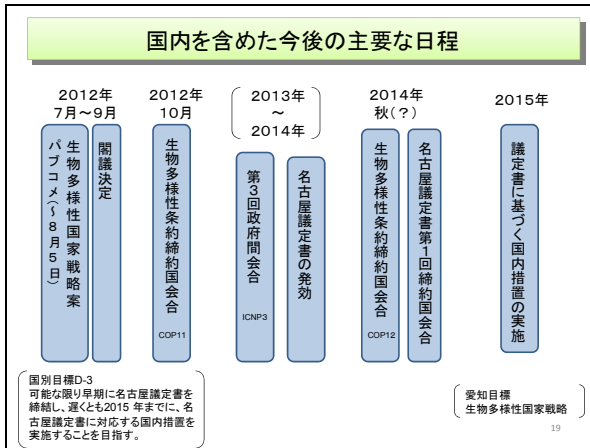 国内を含めた今後の主要な日程
2012年
7月～9月
生物多様性国家戦略案
パブコメ(～8月5日)
閣議決定
2012年
10月
生物多様性条約締約国会合
COP11
2013年
～
2014年
第3回政府間会合
ICNP3
名古屋議定書の発効
2014年
秋(？)
生物多様性条約締約国会合
COP12
名古屋議定書第1回締約国会合
2015年
議定書に基づく国内措置の実施
国別目標D-3
可能な限り早期に名古屋議定書を
締結し、遅くとも2015 年までに、名
古屋議定書に対応する国内措置を
実施することを目指す。
愛知目標
生物多様性国家戦略
19